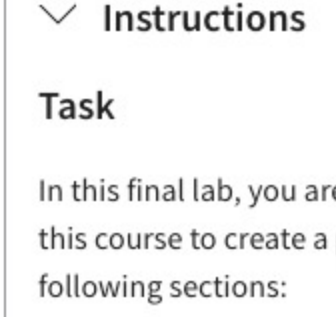 Instructions
Task
In this final lab, you are
this course to create a
following sections: